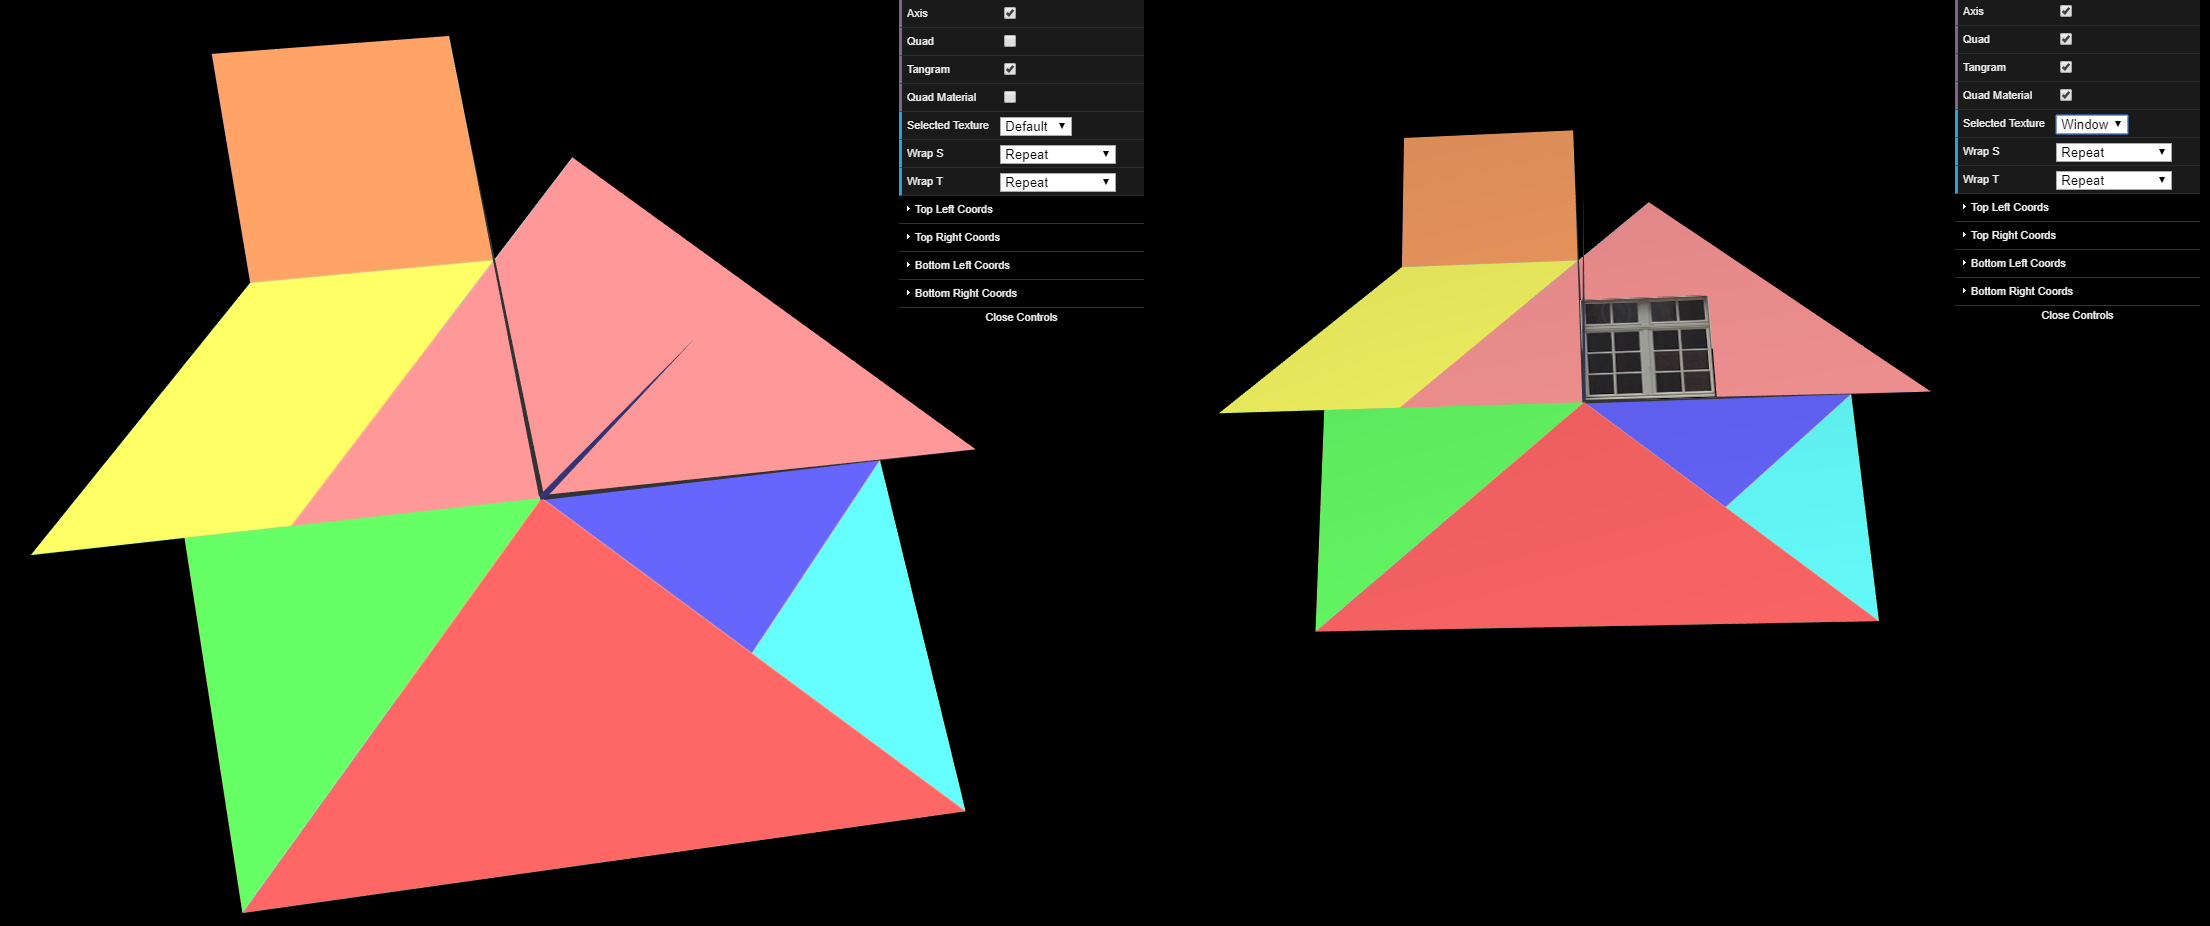 Axis
Quad
Tangram
Quad Material
Selected Texture Default
Wrap S Repeat
Wrap T Repeat
Top Left Coords
Top Right Coords
Bottom Left Coords
Bottom Right Coords
Close Controls
Axis
Quad
Tangram
Quad Material
Selected Texture Window
Wrap S Repeat
Wrap T Repeat
Top Left Coords
Top Right Coords
Bottom Left Coords
Bottom Right Coords
Close Controls